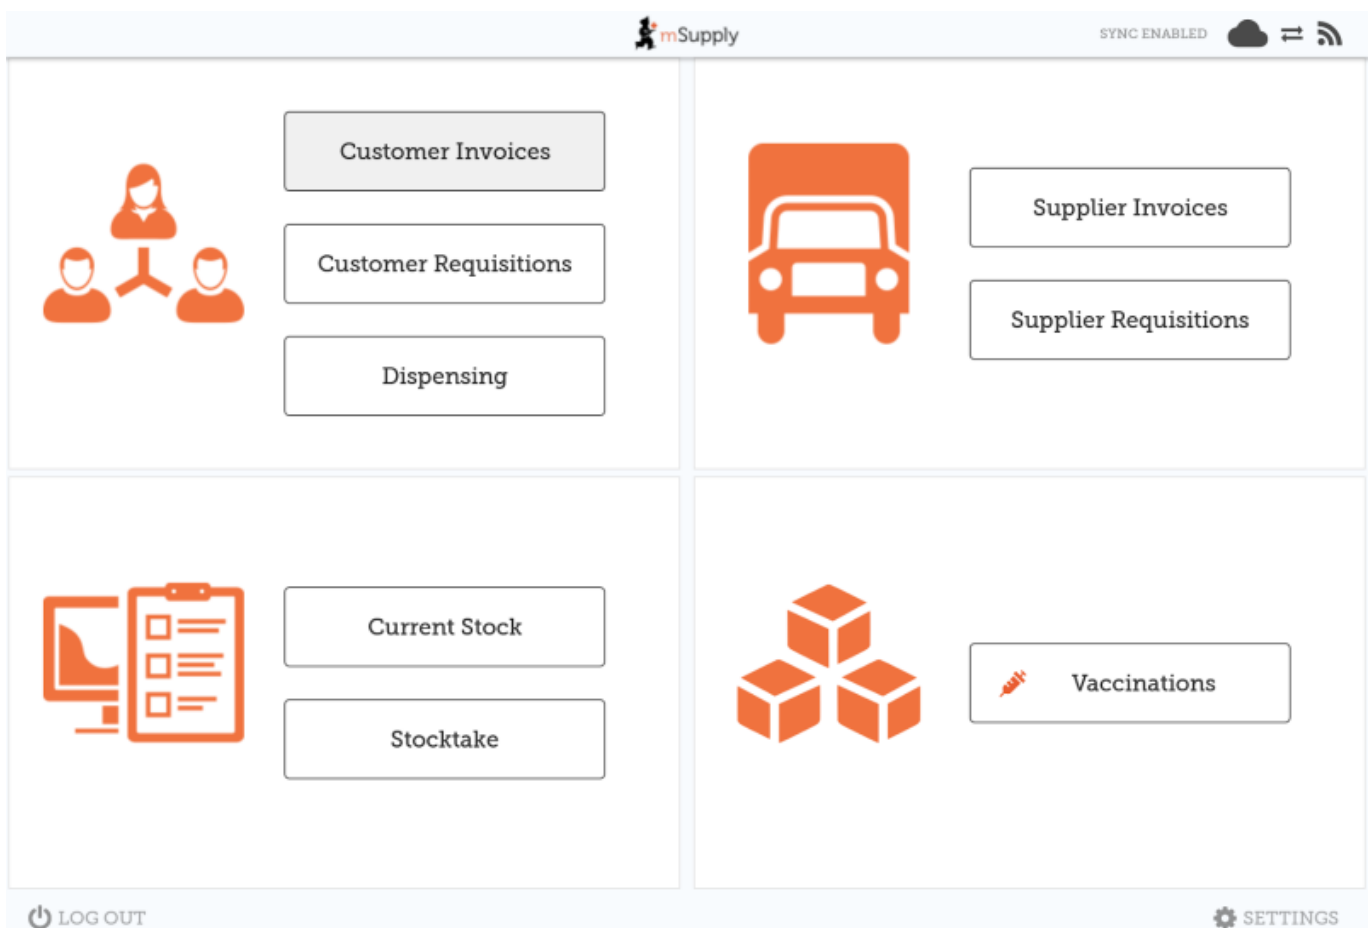 mSupply
SYNC ENABLED
Customer Invoices
Customer Requisitions
Dispensing
Supplier Invoices
Supplier Requisitions
Current Stock
Stocktake
Vaccinations
LOG OUT
SETTINGS